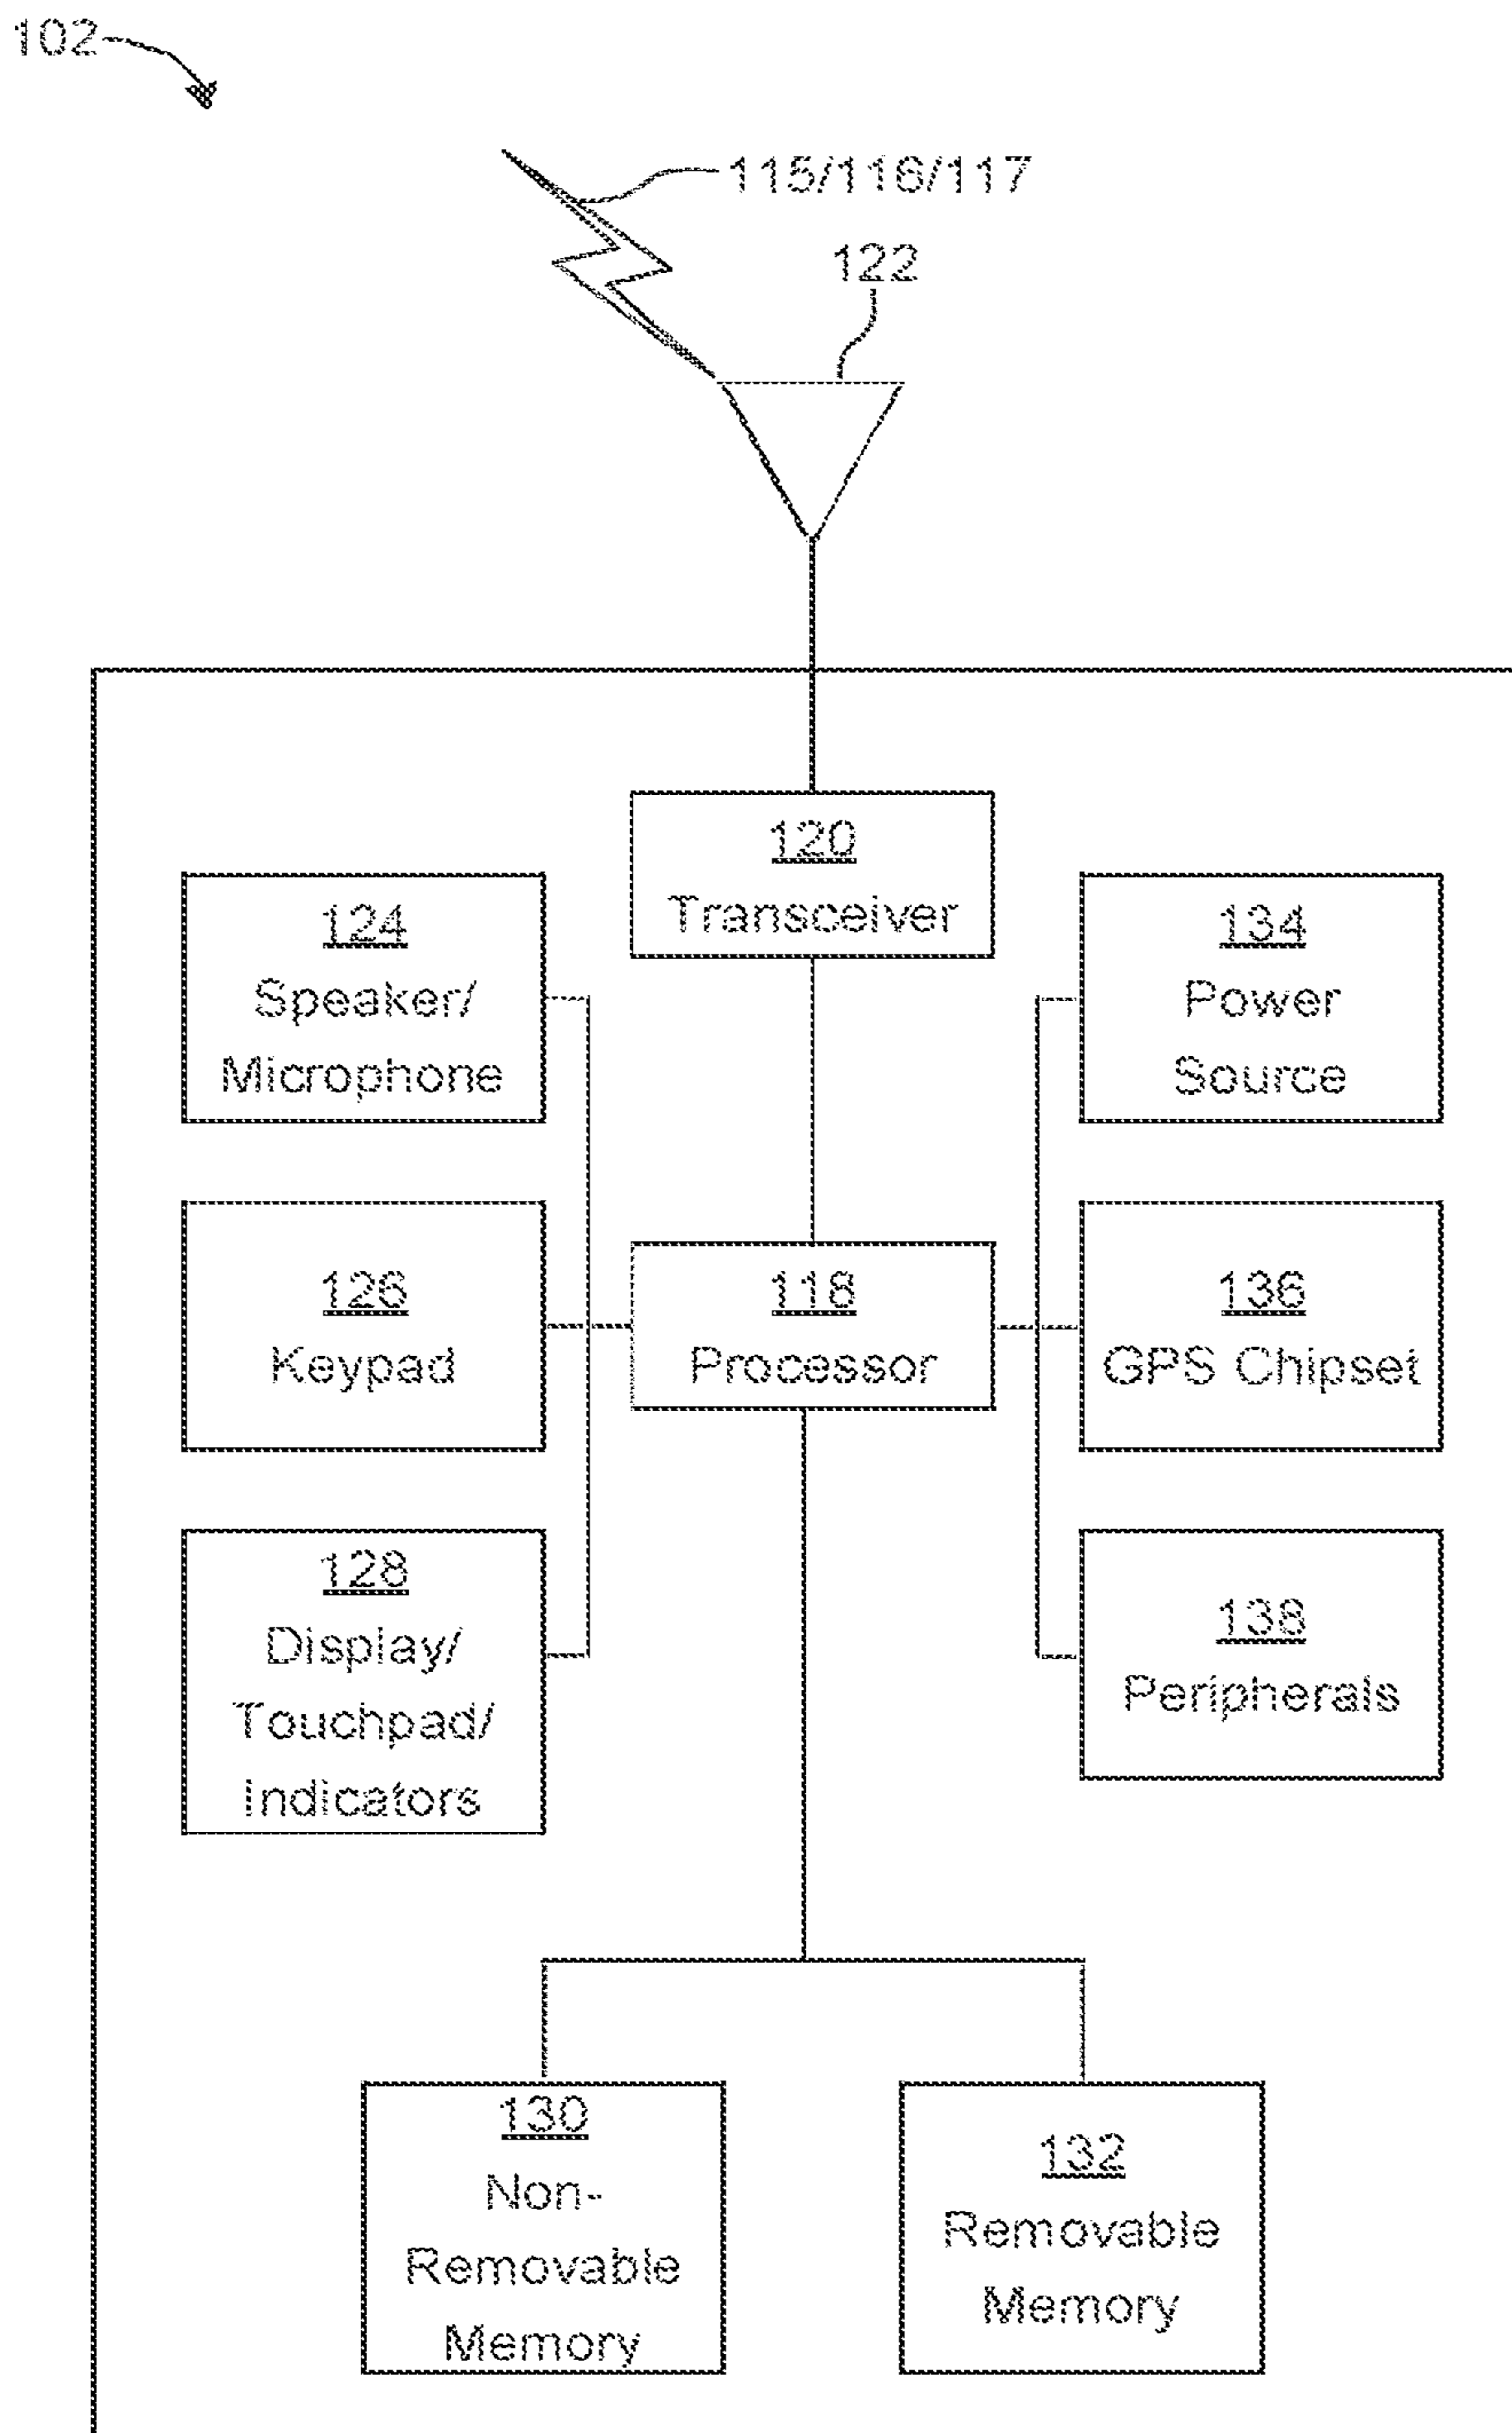 102
115/116/117
122
120
Transceiver
124
Speaker/
Microphone
134
Power
Source
126
Keypad
118
Processor
136
GPS Chipset
128
Display/
Touchpad/
Indicators
138
Peripherals
130
Non-
Removable
Memory
132
Removable
Memory